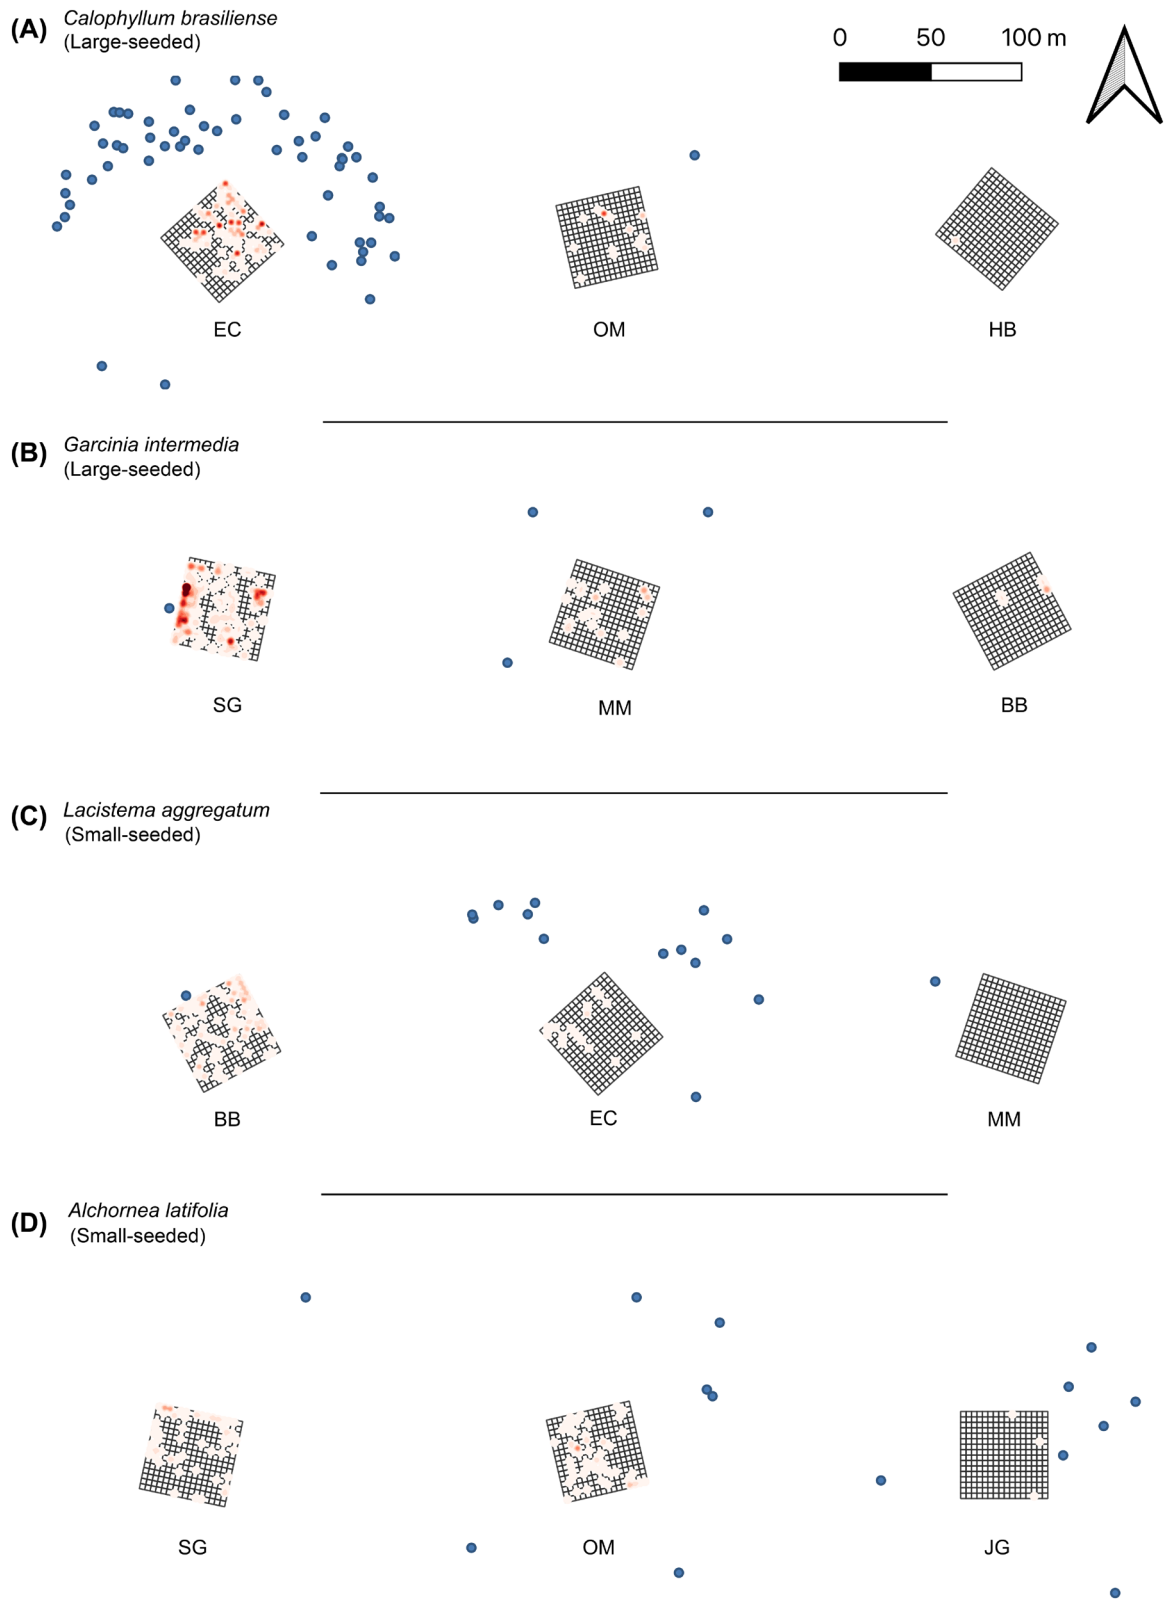 (A) Calophyllum brasiliense
(Large-seeded)
0 50 100 m
EC OM HB
(B) Garcinia intermedia
(Large-seeded)
SG MM BB
(C) Lacistema aggregatum
(Small-seeded)
BB EC MM
(D) Alchornea latifolia
(Small-seeded)
SG OM JG